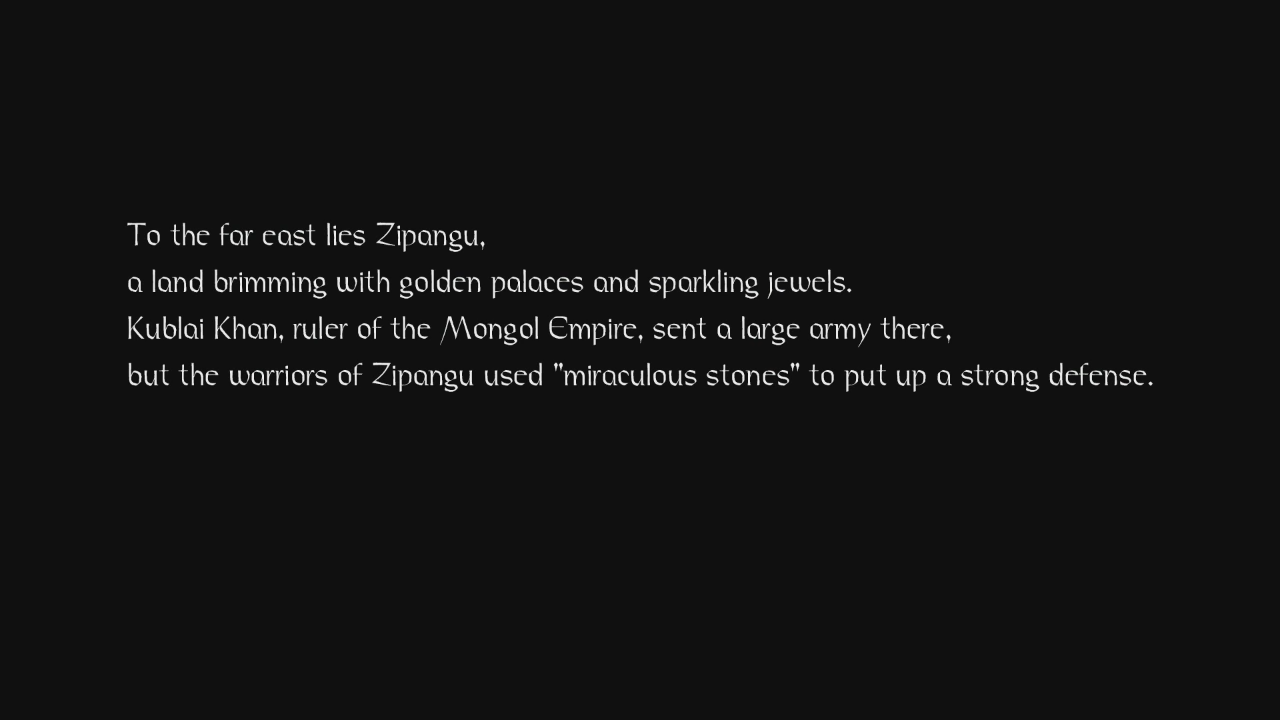 To the far east lies Zipangu,
a land brimming with golden palaces and sparkling jewels.
Kublai Khan, ruler of the Mongol Empire, sent a large army there,
but the warriors of Zipangu used "miraculous stones" to put up a strong defense.